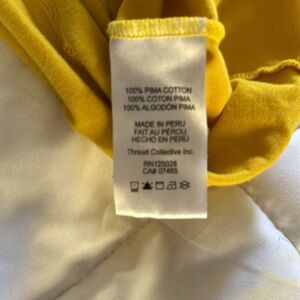 100% PIMA COTTON
100% COTON PIMA
100% ALGODÓN PIMA
MADE IN PERU
FAIT AU PÉROU
HECHO EN PERÚ
Thread Collective Inc.
RN125028
CA# 07465